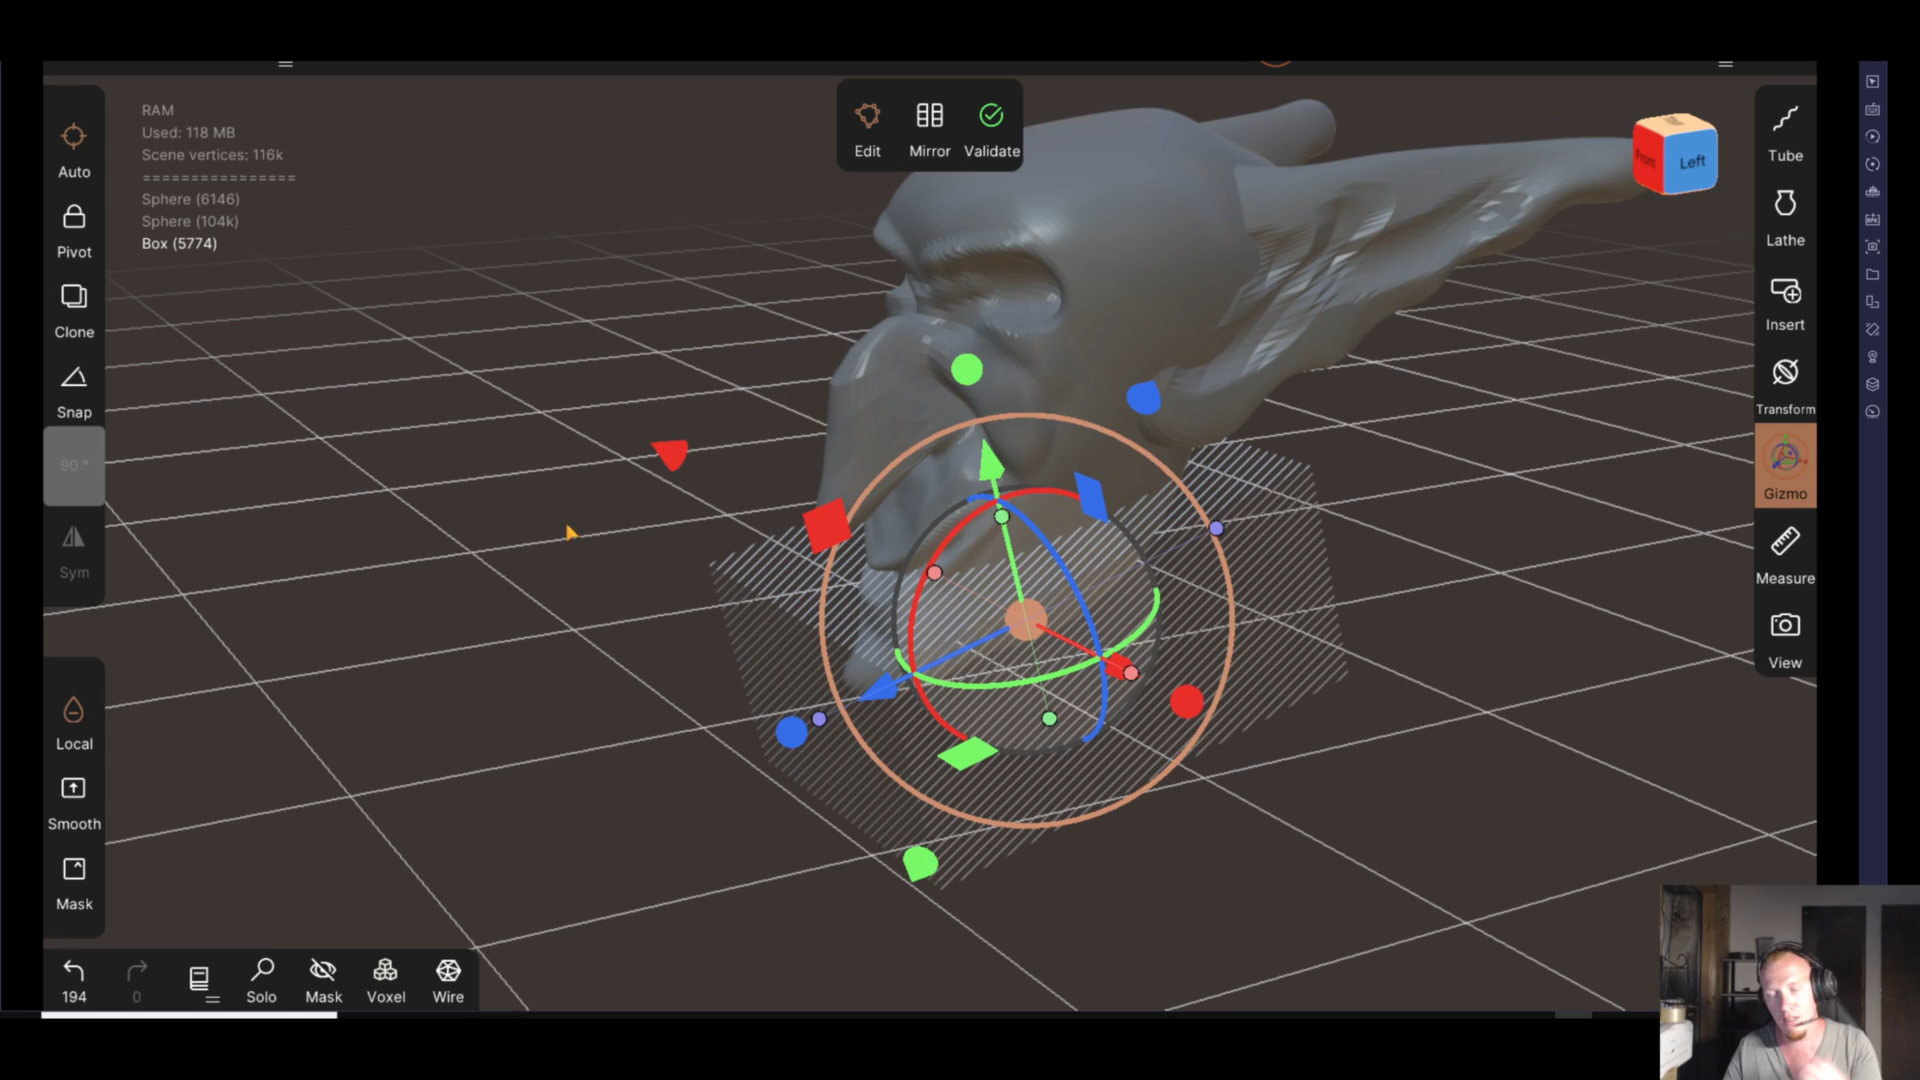 RAM
Used: 118 MB
Scene vertices: 116k
================
Sphere (6146)
Sphere (104k)
Box (5774)
Auto
Pivot
Clone
Snap
90 °
Sym
Local
Smooth
Mask
194
0
Solo
Mask
Voxel
Wire
Edit
Mirror
Validate
Front
Left
Tube
Lathe
Insert
Transform
Gizmo
Measure
View